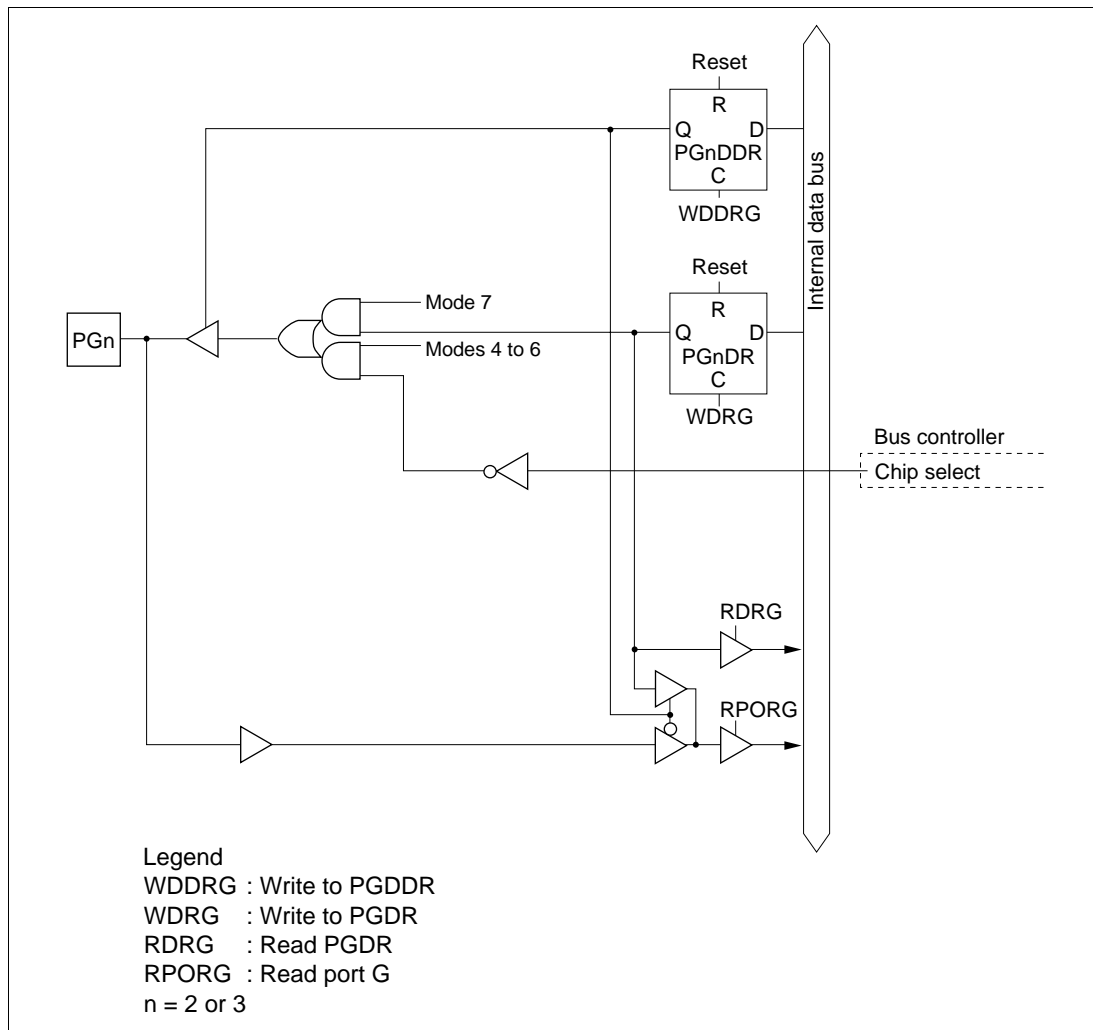 Reset
R
Q D
PGnDDR
C
WDDRG
Internal data bus
Reset
R
Q D
PGnDR
C
WDRG
Mode 7
PGn
Modes 4 to 6
Bus controller
Chip select
RDRG
RPORG
Legend
WDDRG : Write to PGDDR
WDRG : Write to PGDR
RDRG : Read PGDR
RPORG : Read port G
n = 2 or 3